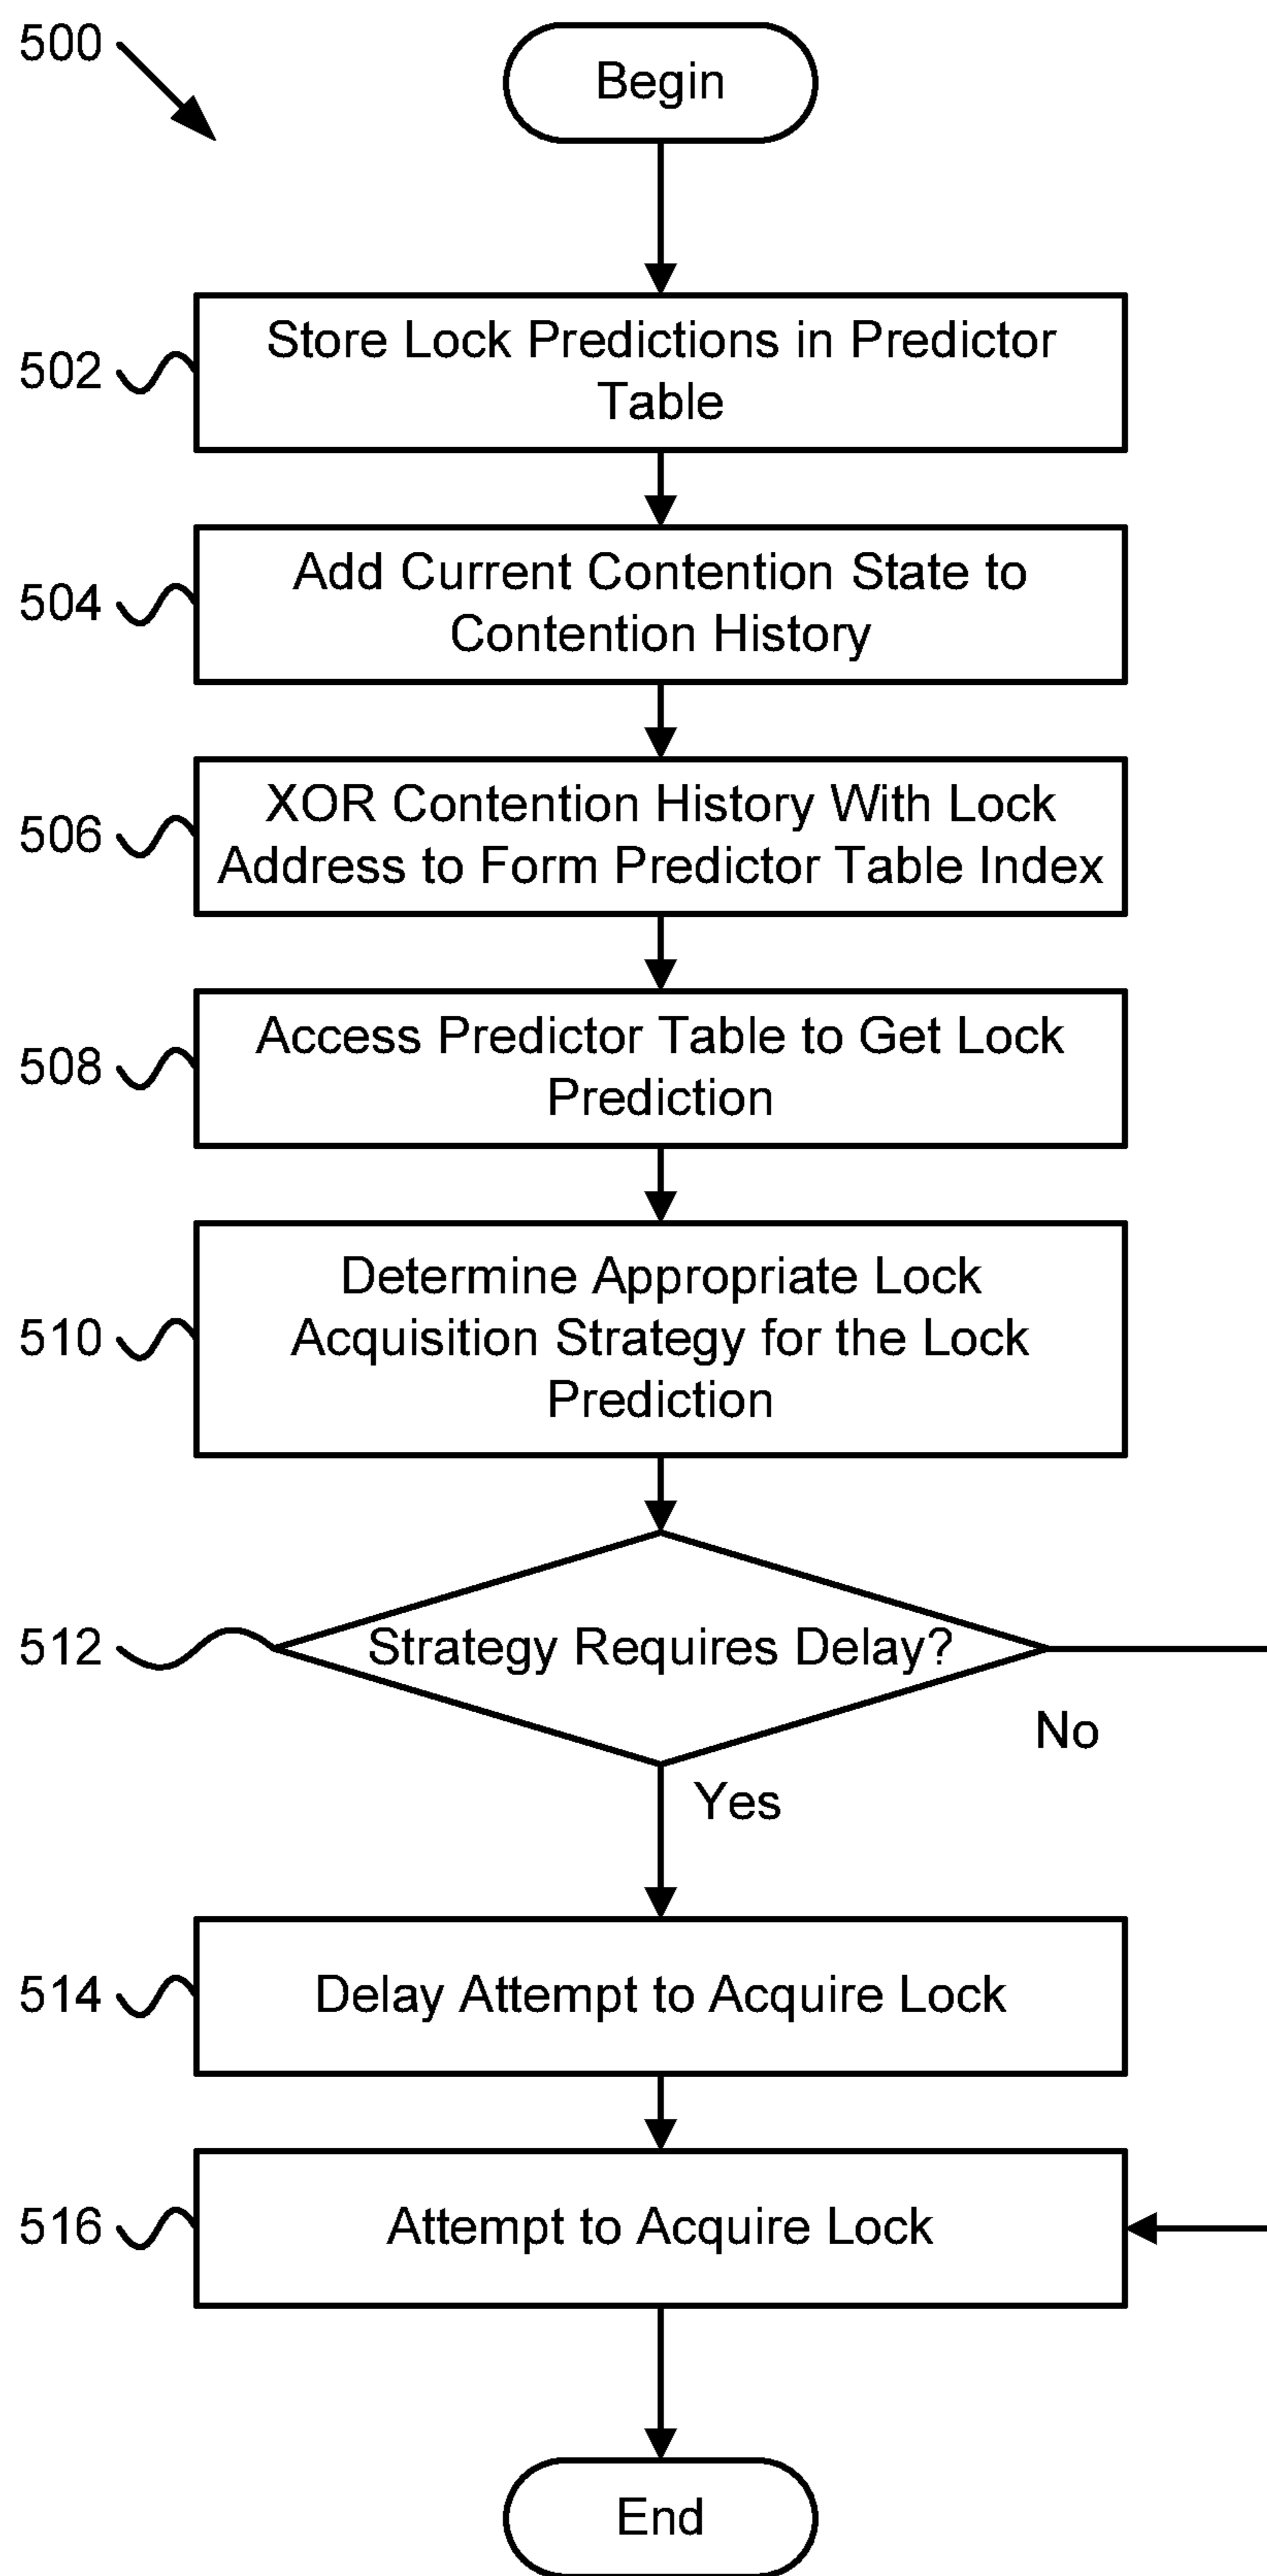 500
Begin
502
Store Lock Predictions in Predictor
Table
504
Add Current Contention State to
Contention History
506
XOR Contention History With Lock
Address to Form Predictor Table Index
508
Access Predictor Table to Get Lock
Prediction
510
Determine Appropriate Lock
Acquisition Strategy for the Lock
Prediction
512
Strategy Requires Delay?
No
Yes
514
Delay Attempt to Acquire Lock
516
Attempt to Acquire Lock
End